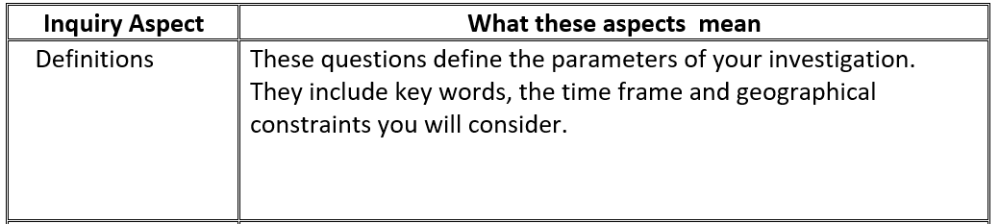 Inquiry Aspect
What these aspects  mean
Definitions
These questions define the parameters of your investigation.
They include key words, the time frame and geographical
constraints you will consider.